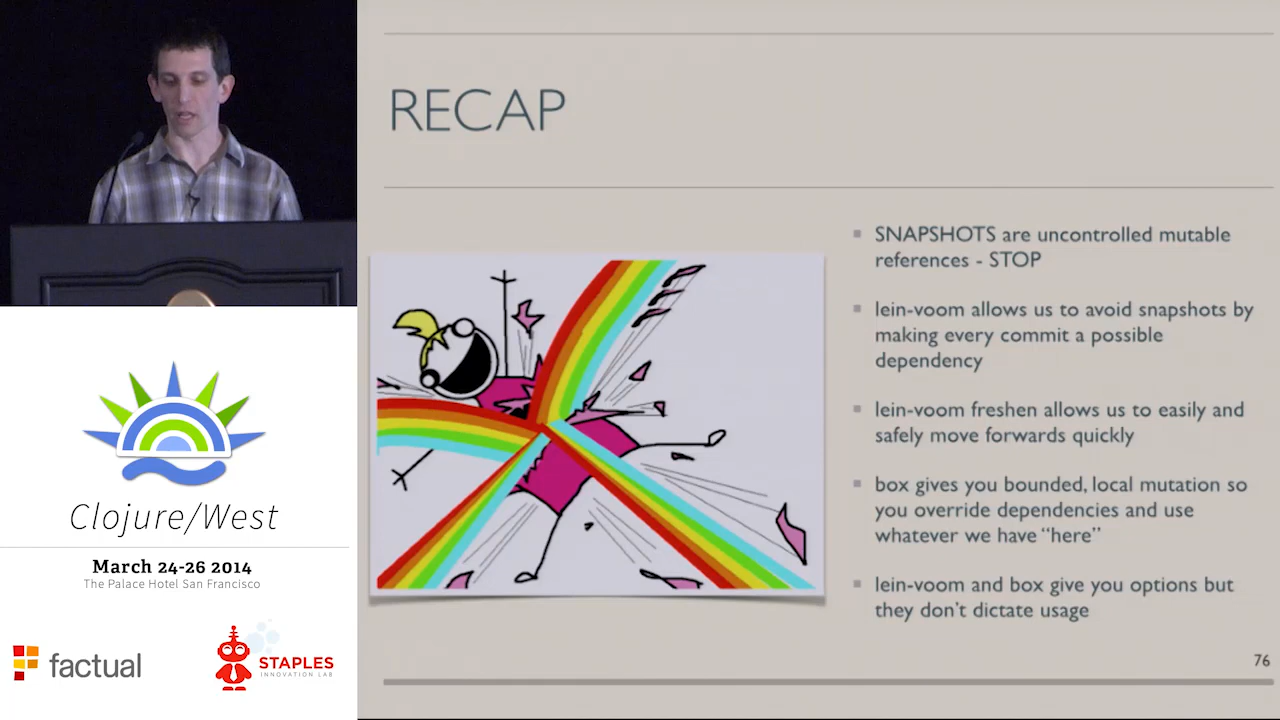 RECAP
SNAPSHOTS are uncontrolled mutable
references - STOP
lein-voom allows us to avoid snapshots by
making every commit a possible
dependency
lein-voom freshen allows us to easily and
safely move forwards quickly
box gives you bounded, local mutation so
you override dependencies and use
whatever we have “here”
lein-voom and box give you options but
they don’t dictate usage
76
Clojure/West
March 24-26 2014
The Palace Hotel San Francisco
factual
STAPLES
INNOVATION LAB